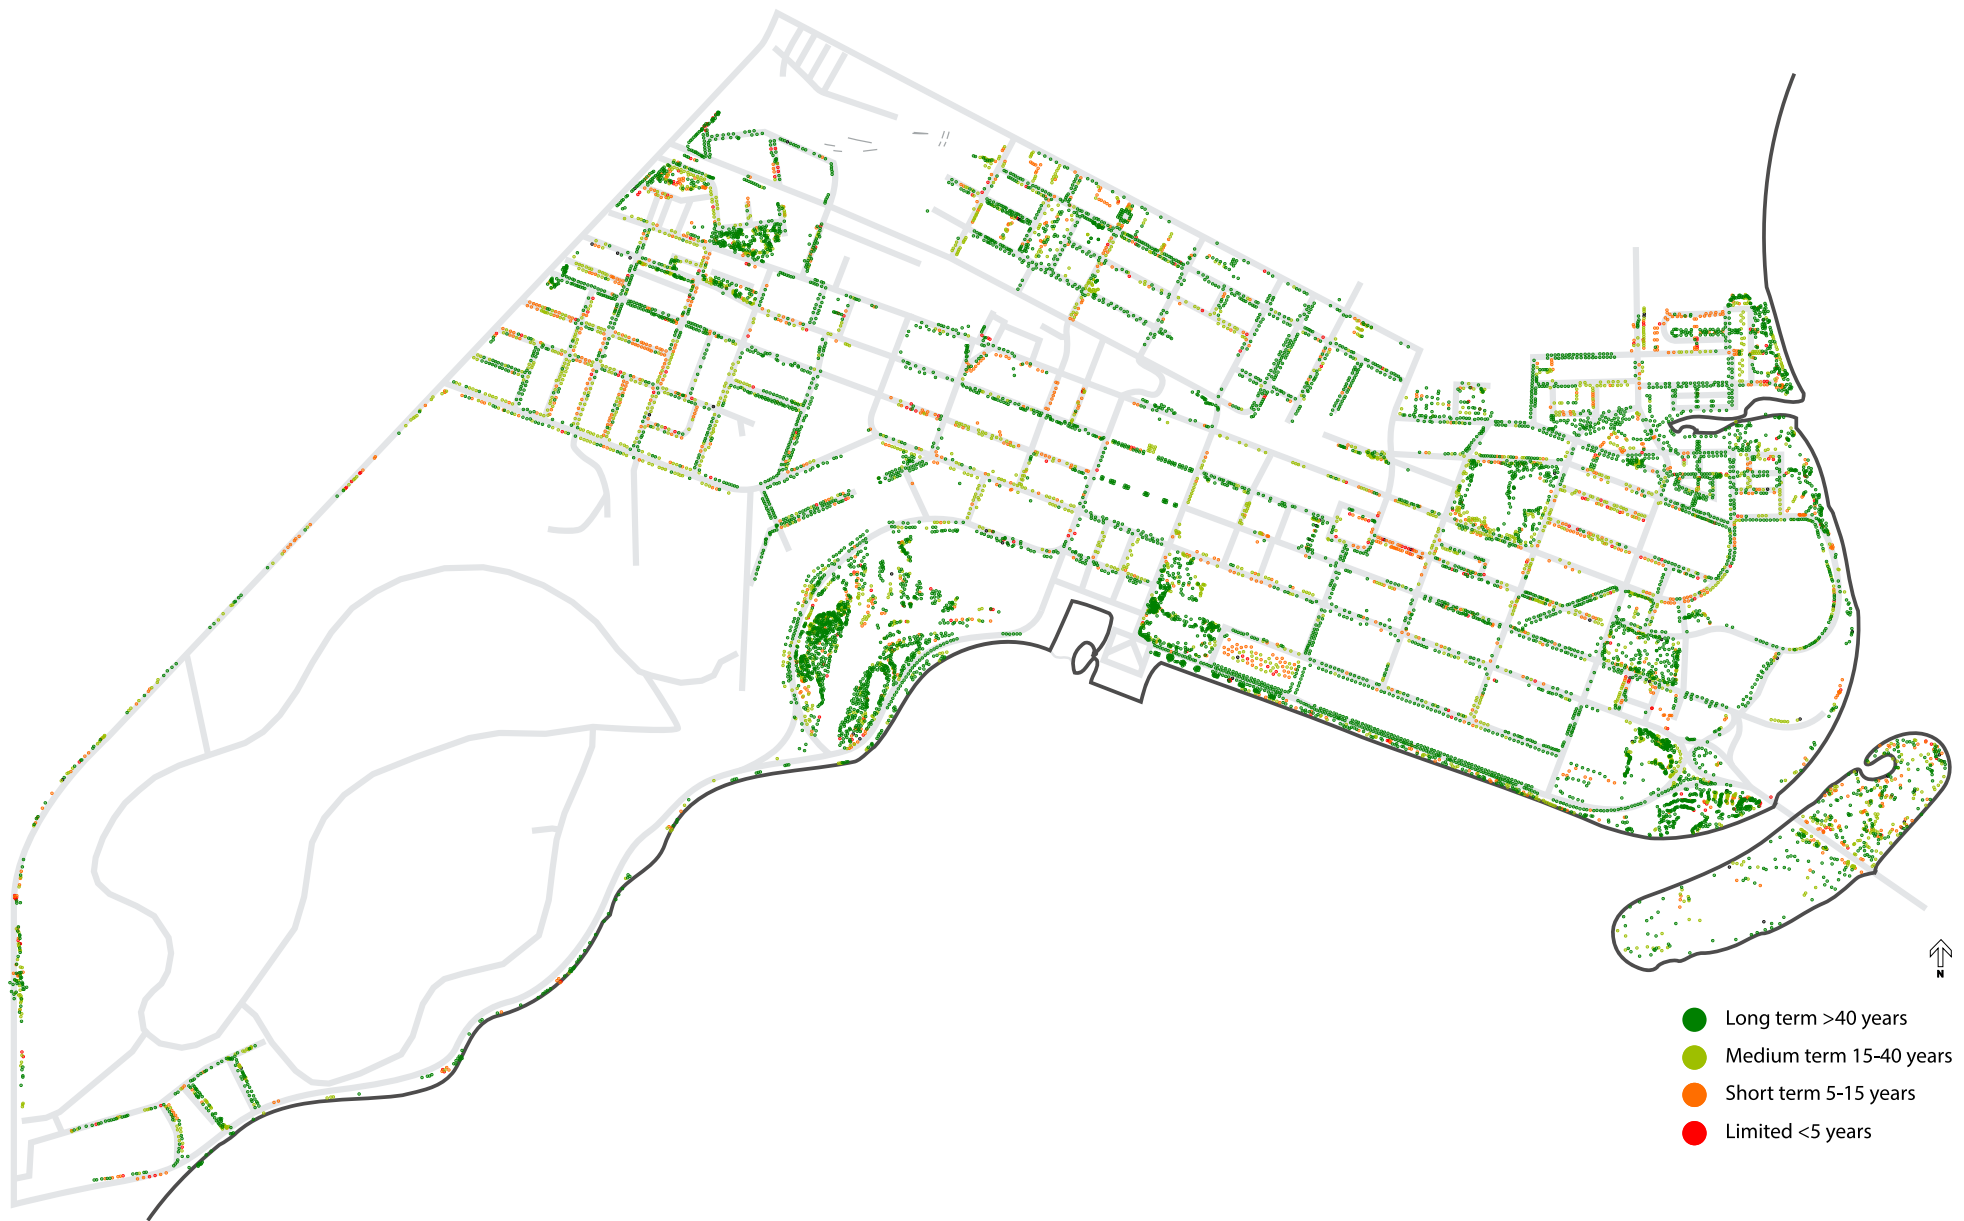 N
Long term >40 years
Medium term 15-40 years
Short term 5-15 years
Limited <5 years